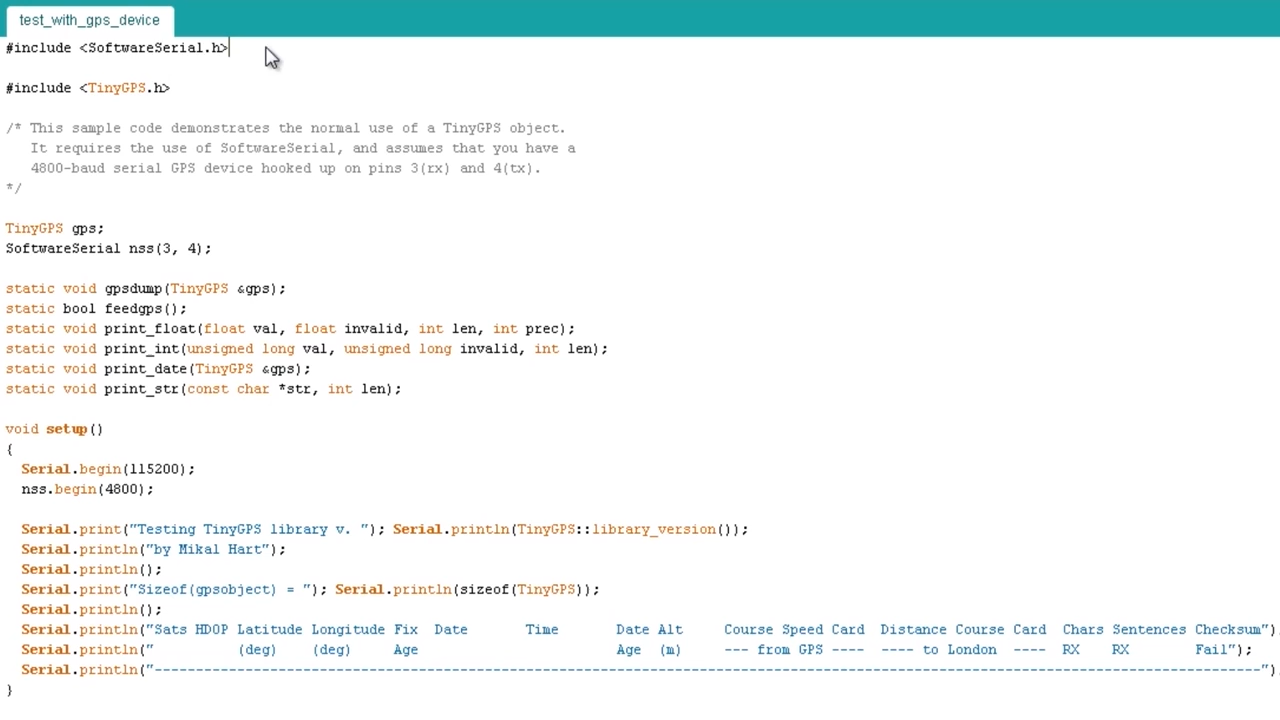 test_with_gps_device
#include <SoftwareSerial.h>
#include <TinyGPS.h>
/* This sample code demonstrates the normal use of a TinyGPS object.
   It requires the use of SoftwareSerial, and assumes that you have a
   4800-baud serial GPS device hooked up on pins 3(rx) and 4(tx).
*/
TinyGPS gps;
SoftwareSerial nss(3, 4);
static void gpsdump(TinyGPS &gps);
static bool feedgps();
static void print_float(float val, float invalid, int len, int prec);
static void print_int(unsigned long val, unsigned long invalid, int len);
static void print_date(TinyGPS &gps);
static void print_str(const char *str, int len);
void setup()
{
  Serial.begin(115200);
  nss.begin(4800);
  Serial.print("Testing TinyGPS library v. "); Serial.println(TinyGPS::library_version());
  Serial.println("by Mikal Hart");
  Serial.println();
  Serial.print("Sizeof(gpsobject) = "); Serial.println(sizeof(TinyGPS));
  Serial.println();
  Serial.println("Sats HDOP Latitude Longitude Fix  Date       Time       Date Alt     Course Speed Card  Distance Course Card  Chars Sentences Checksum");
  Serial.println("          (deg)    (deg)     Age                        Age  (m)     --- from GPS ----  ---- to London  ----  RX    RX        Fail");
  Serial.println("--------------------------------------------------------------------------------------------------------------------------------------");
}